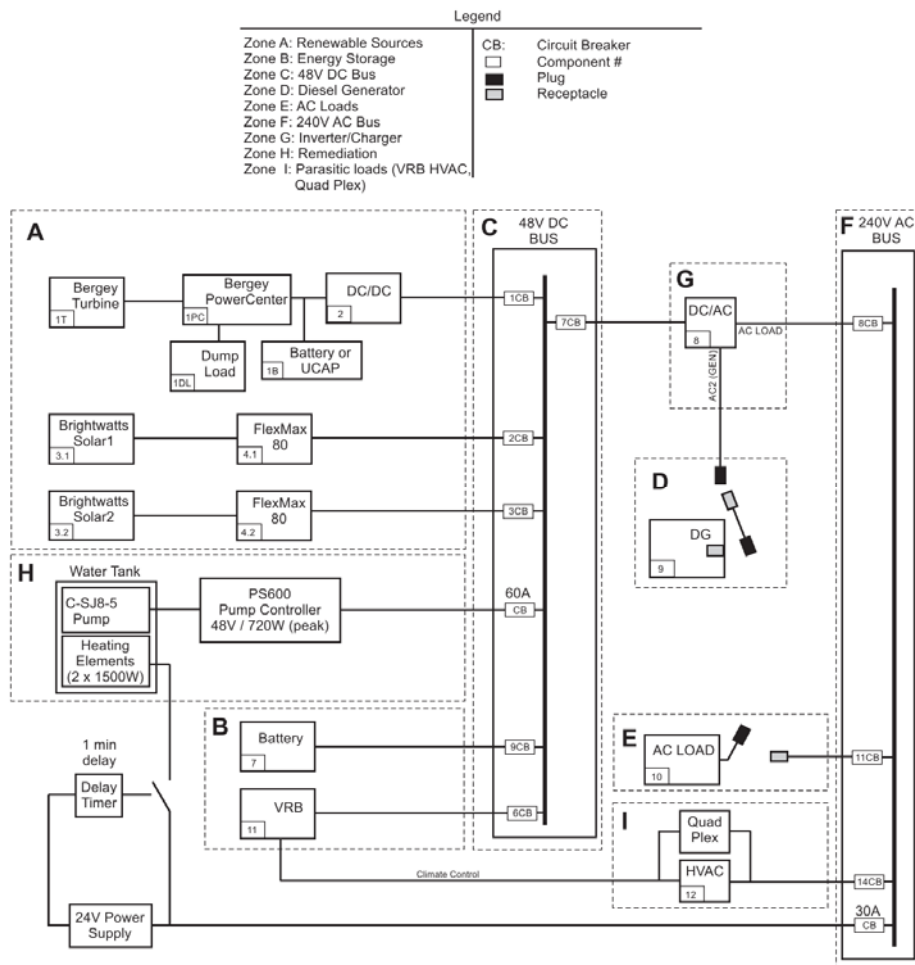 Legend
Zone A: Renewable Sources
Zone B: Energy Storage
Zone C: 48V DC Bus
Zone D: Diesel Generator
Zone E: AC Loads
Zone F: 240V AC Bus
Zone G: Inverter/Charger
Zone H: Remediation
Zone I: Parasitic loads (VRB HVAC,
Quad Plex)
CB: Circuit Breaker
Component #
Plug
Receptacle
A
Bergey
Turbine
1T
Bergey
PowerCenter
1PC
DC/DC
2
Dump
Load
1DL
Battery or
UCAP
1B
Brightwatts
Solar1
3.1
FlexMax
80
4.1
Brightwatts
Solar2
3.2
FlexMax
80
4.2
H
Water Tank
C-SJ8-5
Pump
Heating
Elements
(2 x 1500W)
PS600
Pump Controller
48V / 720W (peak)
B
Battery
7
VRB
11
1 min
delay
Delay
Timer
24V Power
Supply
C
48V DC
BUS
1CB
7CB
2CB
3CB
60A
CB
9CB
6CB
G
DC/AC
8
AC LOAD
AC2 (GEN)
D
DG
9
E
AC LOAD
10
I
Quad
Plex
HVAC
12
Climate Control
F
240V AC
BUS
8CB
11CB
14CB
30A
CB